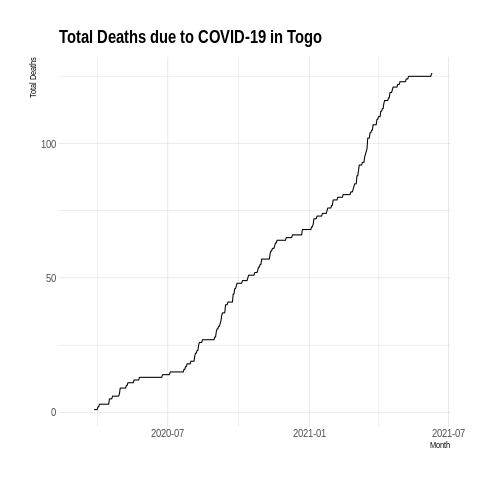 Total Deaths due to COVID-19 in Togo
Total Deaths
100
50
0
2020-07
2021-01
2021-07
Month